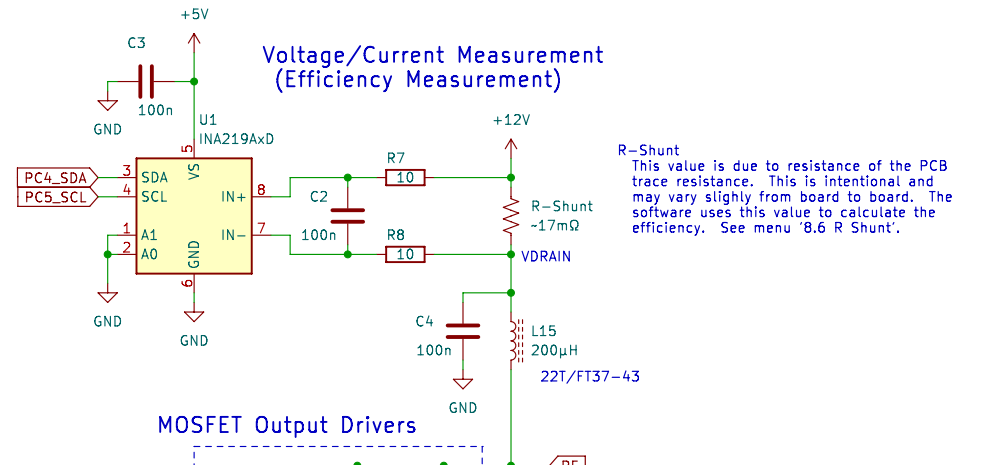 +5V
C3
100n
GND
Voltage/Current Measurement
(Efficiency Measurement)
U1
INA219AxD
5
VS
PC4_SDA
3
SDA
PC5_SCL
4
SCL
1
A1
2
A0
GND
6
IN+
8
IN-
7
GND
GND
C2
100n
R7
10
R8
10
+12V
R-Shunt
~17mΩ
VDRAIN
C4
100n
GND
L15
200μH
22T/FT37-43
R-Shunt
This value is due to resistance of the PCB
trace resistance. This is intentional and
may vary slighly from board to board. The
software uses this value to calculate the
efficiency. See menu '8.6 R Shunt'.
MOSFET Output Drivers